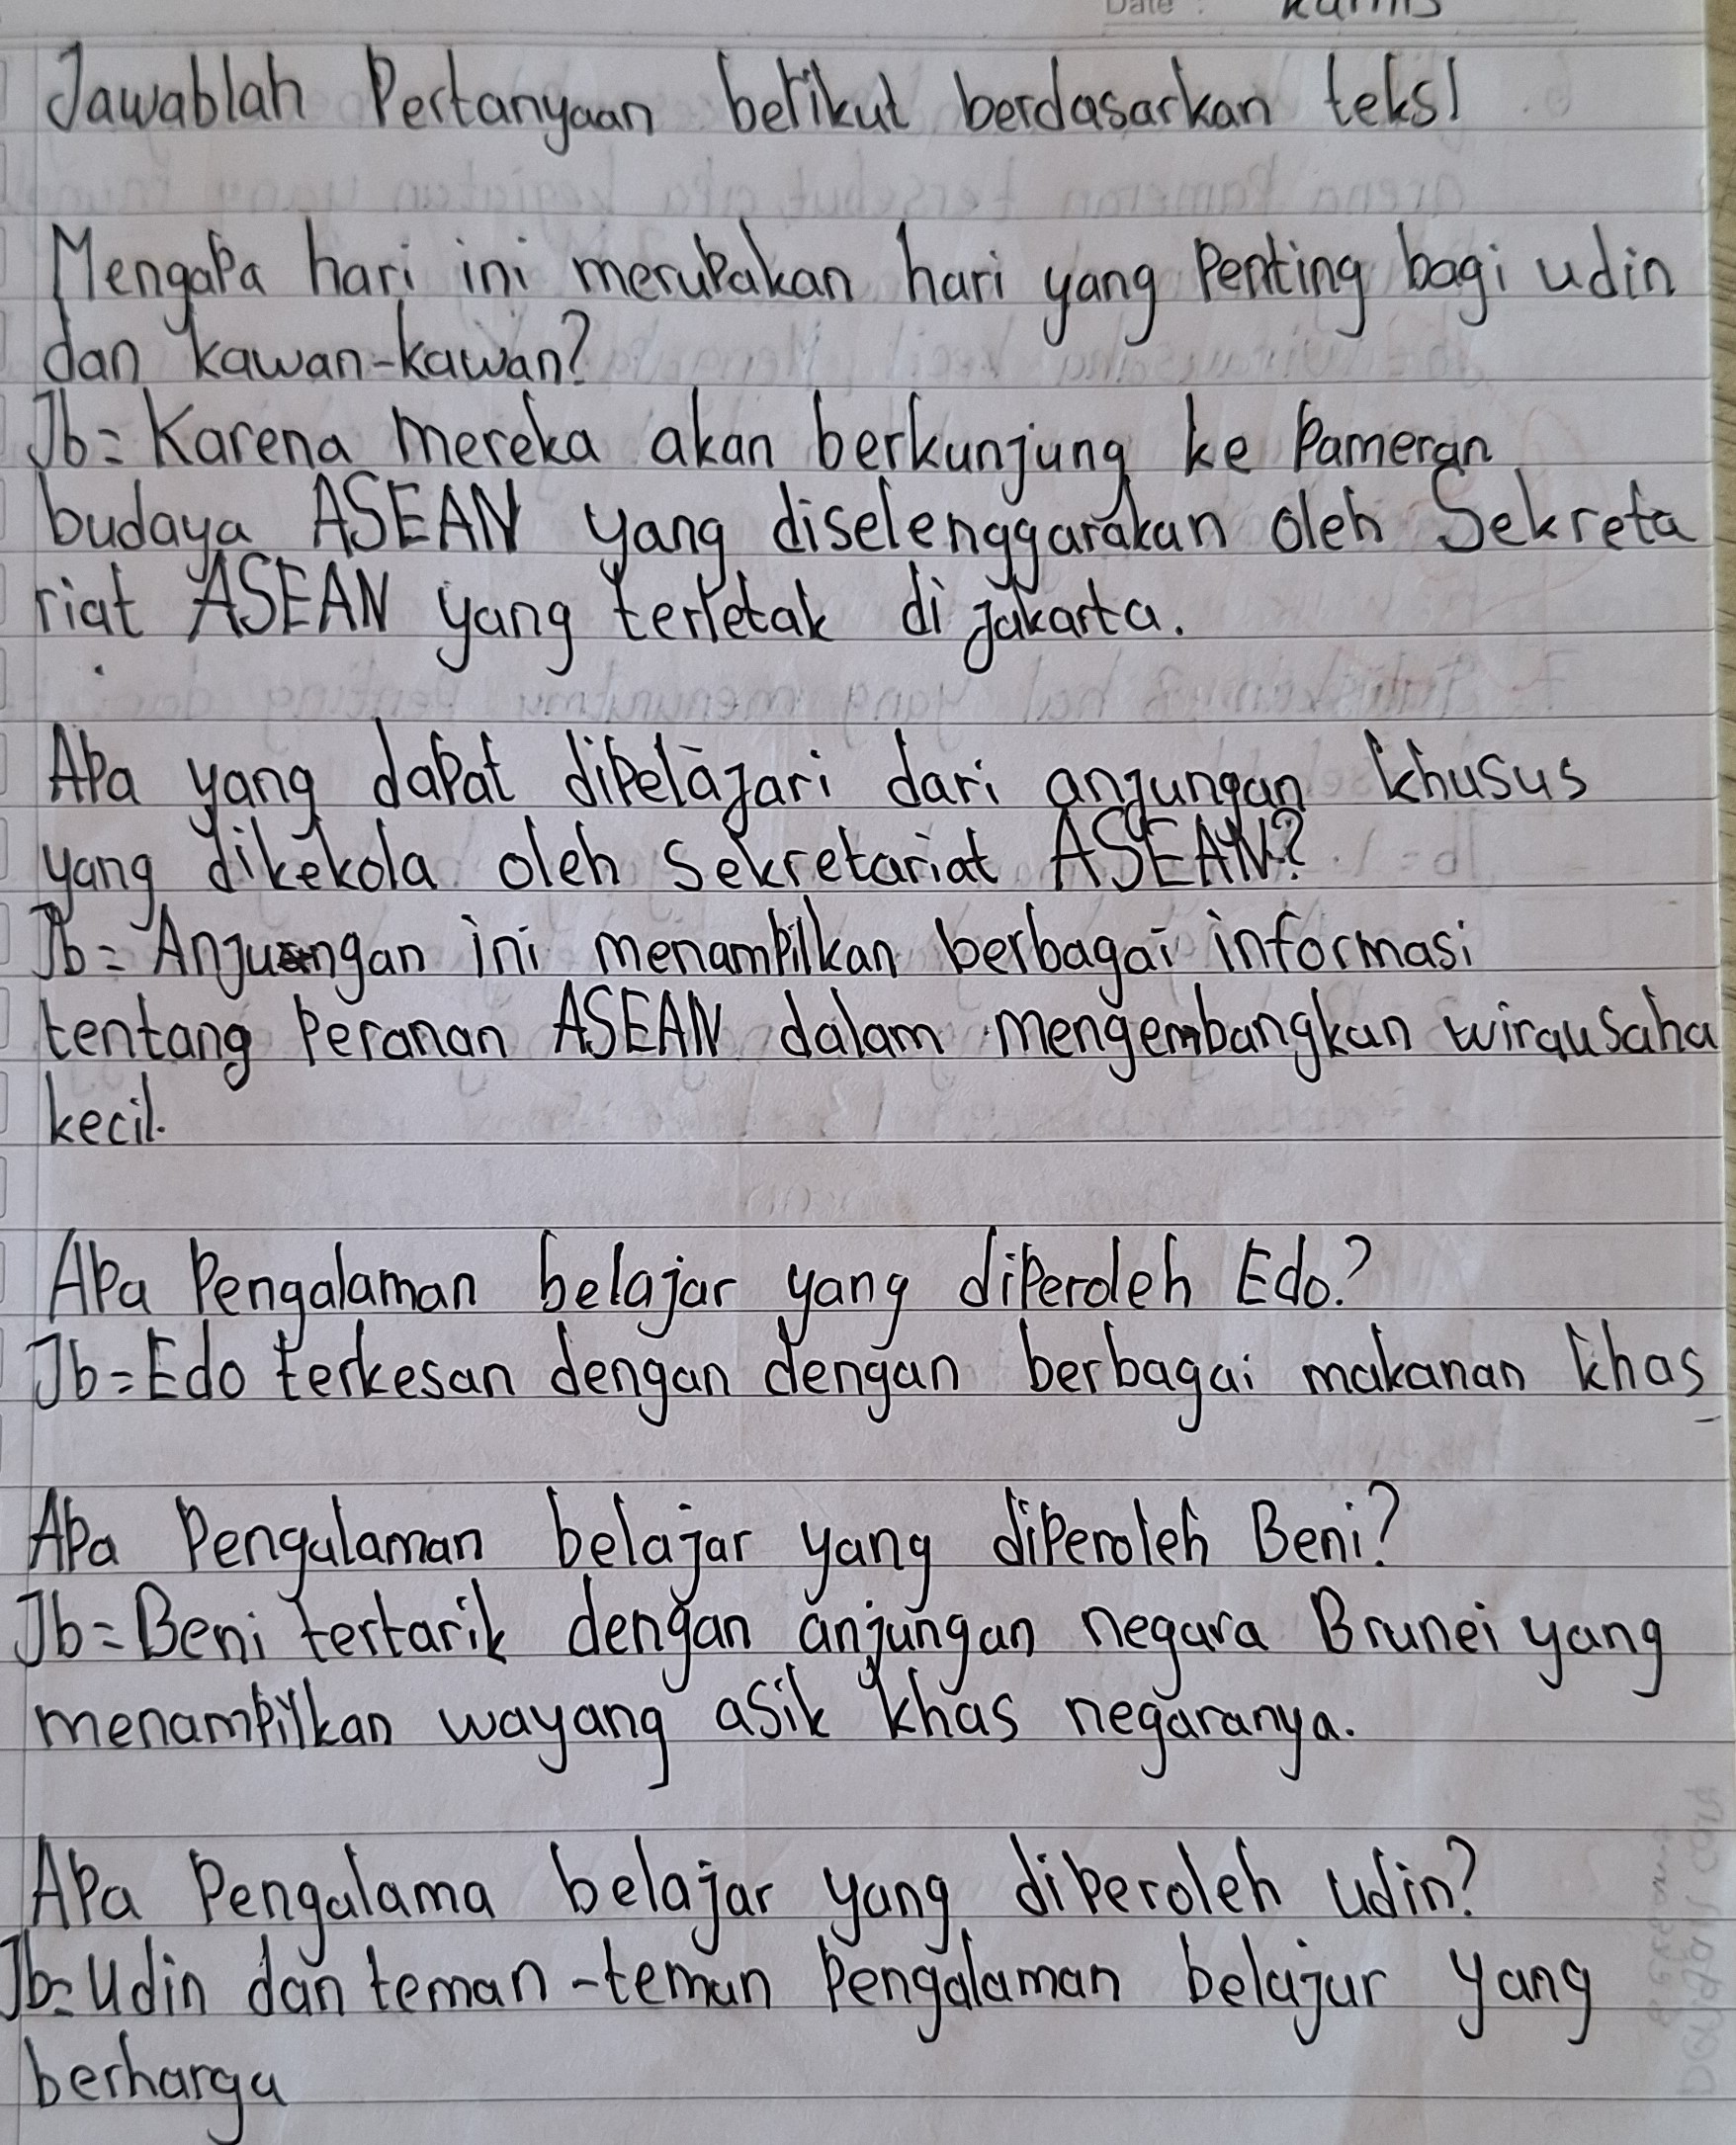 Date : Kamis
Jawablah Pertanyaan berikut berdasarkan teks!
Mengapa hari ini merupakan hari yang Penting bagi udin
dan kawan-kawan?
Jb= Karena mereka akan berkunjung ke Pameran
budaya ASEAN yang diselenggarakan oleh Sekreta
riat ASEAN yang terletak di jakarta.
Apa yang dapat dipelajari dari anjungan khusus
yang dikekola oleh sekretariat ASEAN?
Jb= Anjungan ini menampilkan berbagai informasi
tentang Peranan ASEAN dalam mengembangkan wirausaha
kecil.
Apa Pengalaman belajar yang diperoleh Edo?
Jb= Edo terkesan dengan dengan berbagai makanan khas
Apa Pengalaman belajar yang diperoleh Beni?
Jb= Beni tertarik dengan anjungan negara Brunei yang
menampilkan wayang asik khas negaranya.
Apa Pengalama belajar yang diperoleh udin?
Jb= Udin dan teman-teman Pengalaman belajar yang
berharga